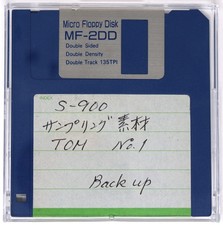 Micro Floppy Disk
MF-2DD
Double Sided
Double Density
Double Track 135TPI
S-900
サンプリング素材
TOM No.1
Back up